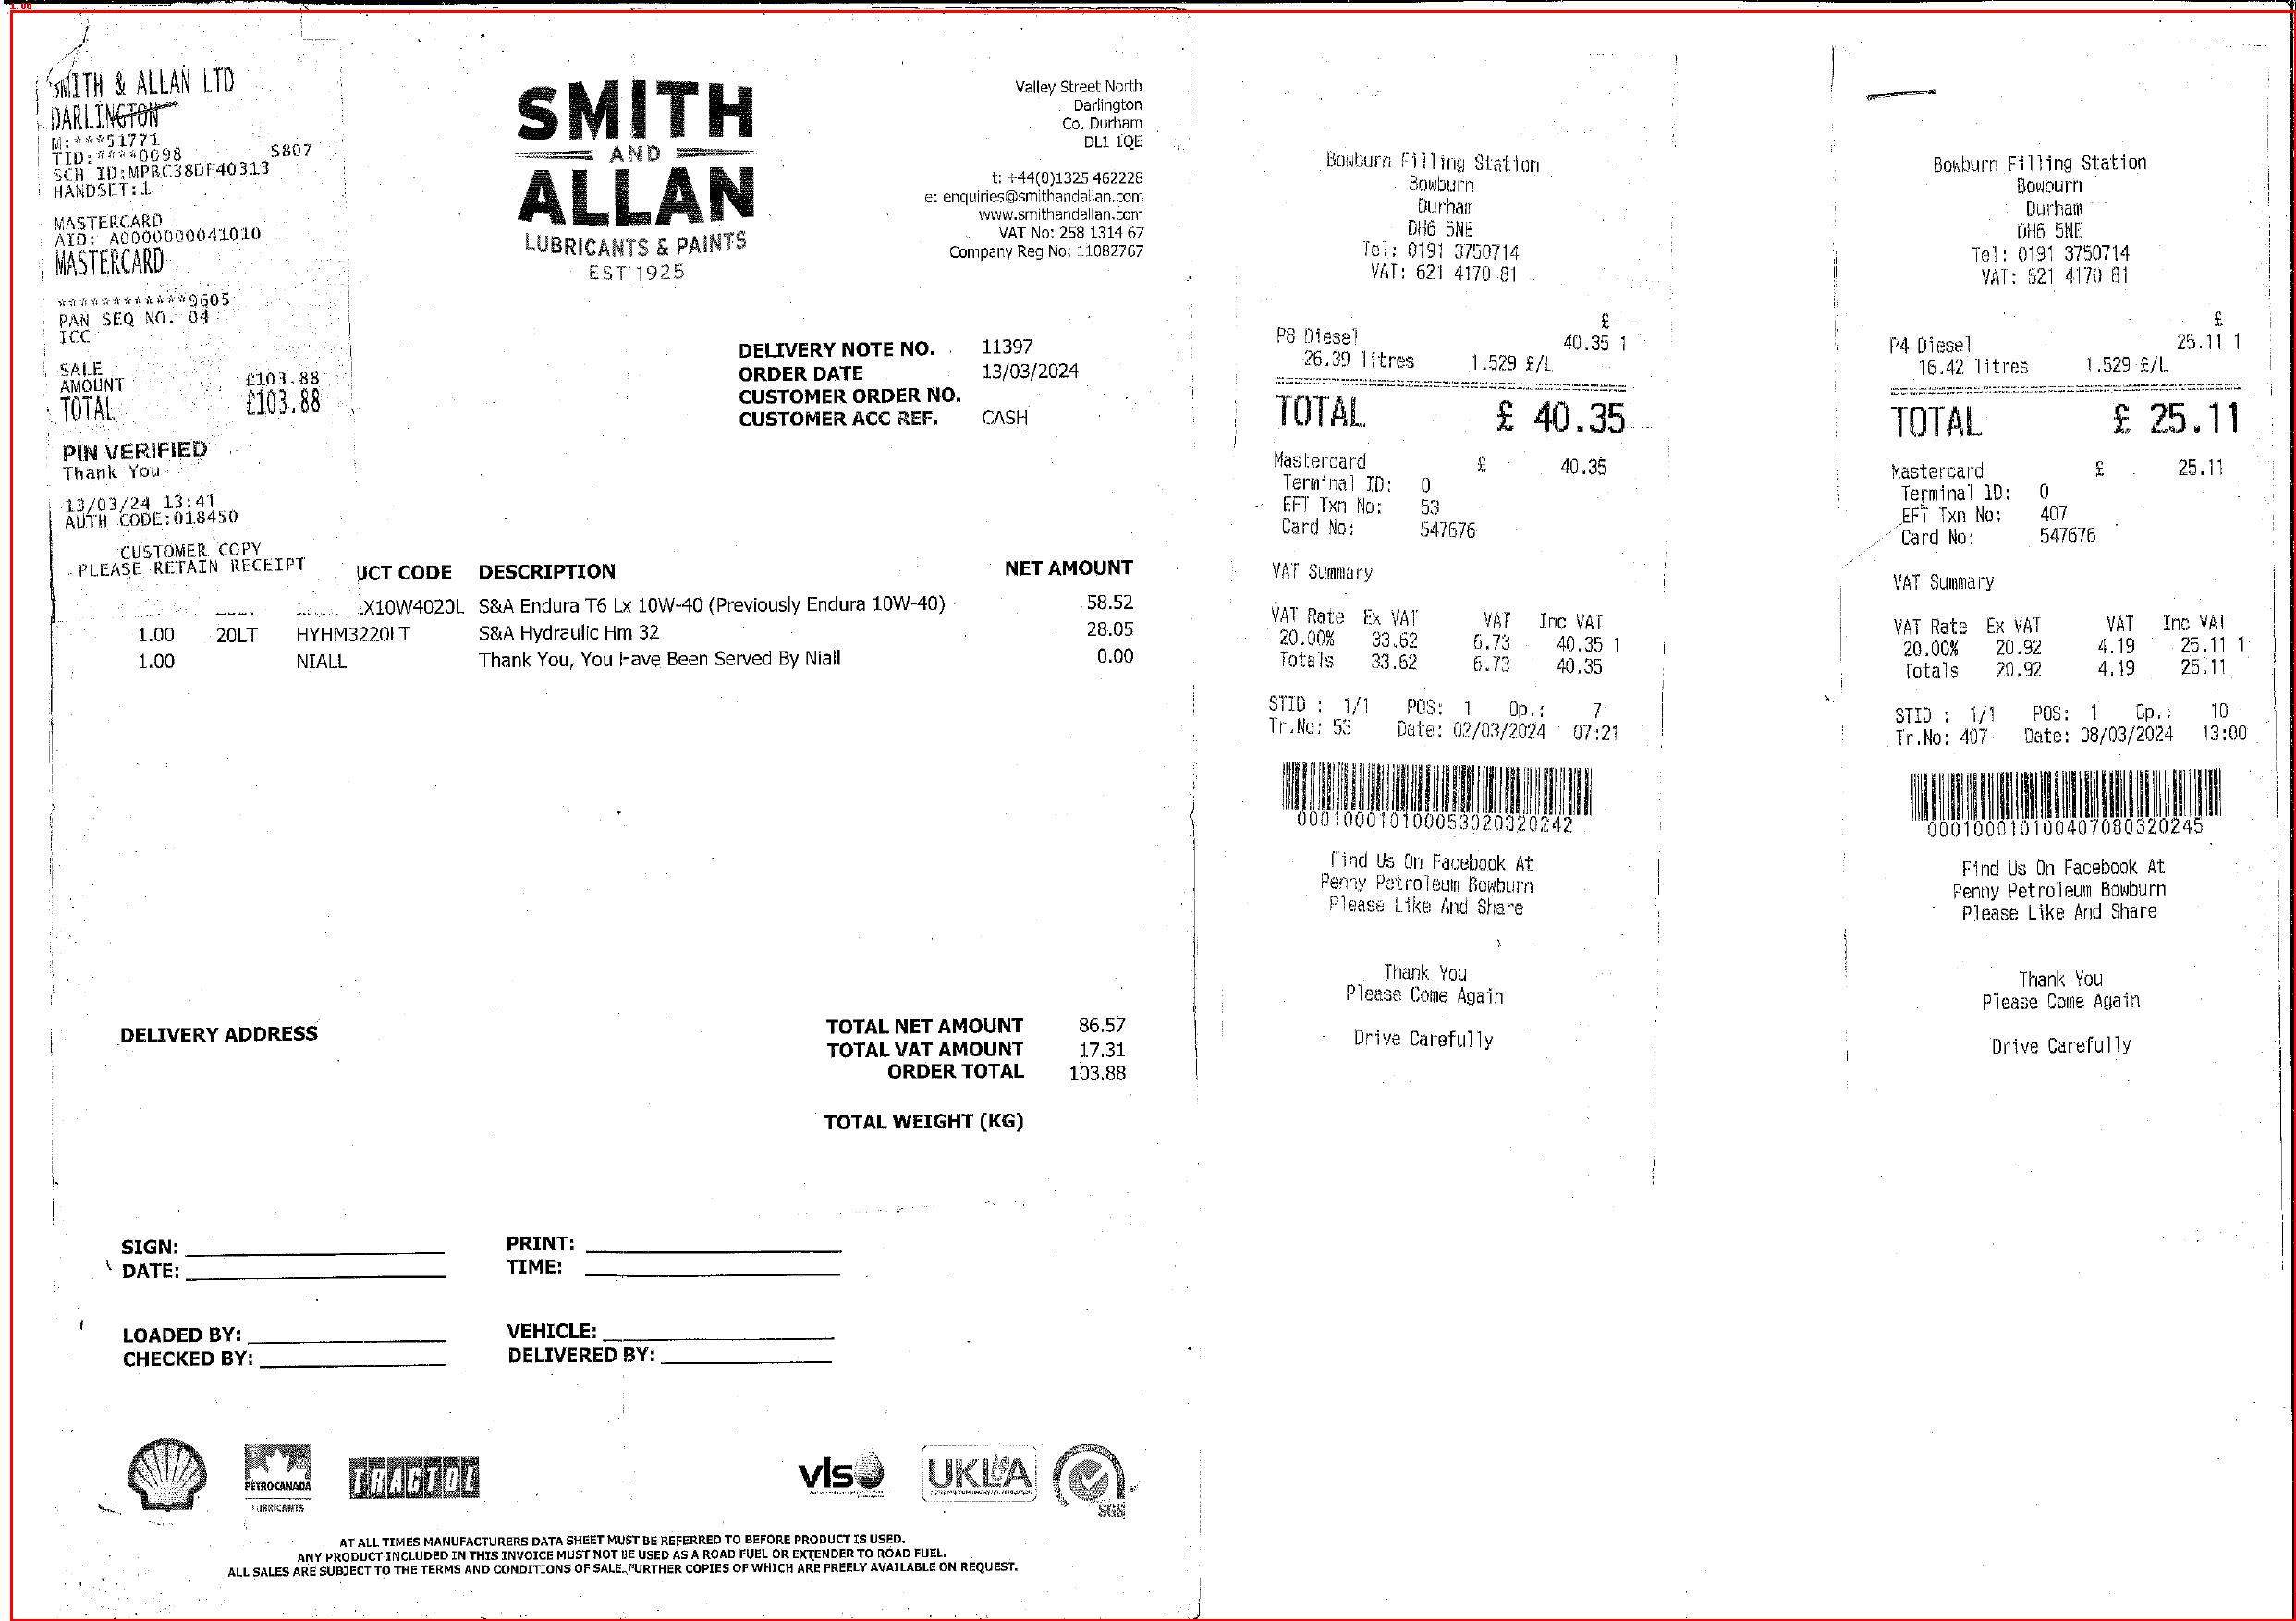 SMITH & ALLAN LTD
DARLINGTON
M:***51771
TID:****0098 S807
SCH ID:MPBC38DF40313
HANDSET:1
MASTERCARD
AID: A0000000041010
MASTERCARD
************9605
PAN SEQ NO. 04
ICC
SALE
AMOUNT £103.88
TOTAL £103.88
PIN VERIFIED
Thank You
13/03/24 13:41
AUTH CODE:018450
CUSTOMER COPY
PLEASE RETAIN RECEIPT
SMITH
AND
ALLAN
LUBRICANTS & PAINTS
EST 1925
Valley Street North
Darlington
Co. Durham
DL1 1QE
t: +44(0)1325 462228
e: enquiries@smithandallan.com
www.smithandallan.com
VAT No: 258 1314 67
Company Reg No: 11082767
DELIVERY NOTE NO. 11397
ORDER DATE 13/03/2024
CUSTOMER ORDER NO.
CUSTOMER ACC REF. CASH
UCT CODE DESCRIPTION NET AMOUNT
X10W4020L S&A Endura T6 Lx 10W-40 (Previously Endura 10W-40) 58.52
1.00 20LT HYHM3220LT S&A Hydraulic Hm 32 28.05
1.00 NIALL Thank You, You Have Been Served By Niall 0.00
DELIVERY ADDRESS
TOTAL NET AMOUNT 86.57
TOTAL VAT AMOUNT 17.31
ORDER TOTAL 103.88
TOTAL WEIGHT (KG)
SIGN: PRINT:
DATE: TIME:
LOADED BY: VEHICLE:
CHECKED BY: DELIVERED BY:
PETRO CANADA
LUBRICANTS
TRACTOL
vls
UKLA
SGS
AT ALL TIMES MANUFACTURERS DATA SHEET MUST BE REFERRED TO BEFORE PRODUCT IS USED.
ANY PRODUCT INCLUDED IN THIS INVOICE MUST NOT BE USED AS A ROAD FUEL OR EXTENDER TO ROAD FUEL.
ALL SALES ARE SUBJECT TO THE TERMS AND CONDITIONS OF SALE. FURTHER COPIES OF WHICH ARE FREELY AVAILABLE ON REQUEST.
Bowburn Filling Station
Bowburn
Durham
DH6 5NE
Tel: 0191 3750714
VAT: 621 4170 81
£
P8 Diesel 40.35 1
26.39 litres 1.529 £/L
TOTAL £ 40.35
Mastercard £ 40.35
Terminal ID: 0
EFT Txn No: 53
Card No: 547676
VAT Summary
VAT Rate Ex VAT VAT Inc VAT
20.00% 33.62 6.73 40.35 1
Totals 33.62 6.73 40.35
STID : 1/1 POS: 1 Op.: 7
Tr.No: 53 Date: 02/03/2024 07:21
000100010100053020320242
Find Us On Facebook At
Penny Petroleum Bowburn
Please Like And Share
Thank You
Please Come Again
Drive Carefully
Bowburn Filling Station
Bowburn
Durham
DH6 5NE
Tel: 0191 3750714
VAT: 621 4170 81
£
P4 Diesel 25.11 1
16.42 litres 1.529 £/L
TOTAL £ 25.11
Mastercard £ 25.11
Terminal ID: 0
EFT Txn No: 407
Card No: 547676
VAT Summary
VAT Rate Ex VAT VAT Inc VAT
20.00% 20.92 4.19 25.11 1
Totals 20.92 4.19 25.11
STID : 1/1 POS: 1 Op.: 10
Tr.No: 407 Date: 08/03/2024 13:00
000100010100407080320245
Find Us On Facebook At
Penny Petroleum Bowburn
Please Like And Share
Thank You
Please Come Again
Drive Carefully